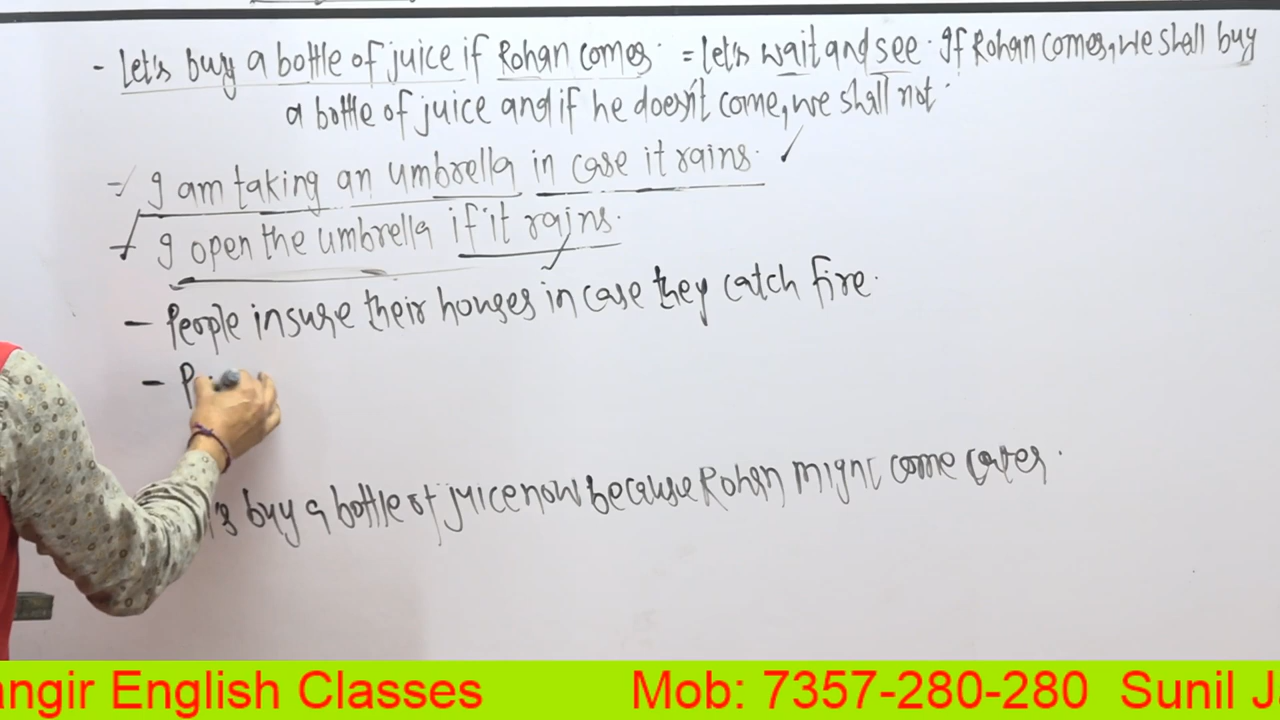 - Let's buy a bottle of juice if Rohan comes. = let's wait and see. If Rohan comes, we shall buy
a bottle of juice and if he doesn't come, we shall not.
- I am taking an umbrella in case it rains.
- I open the umbrella if it rains.
- People insure their houses in case they catch fire.
- P
buy a bottle of juice now because Rohan might come later.
angir English Classes Mob: 7357-280-280 Sunil J